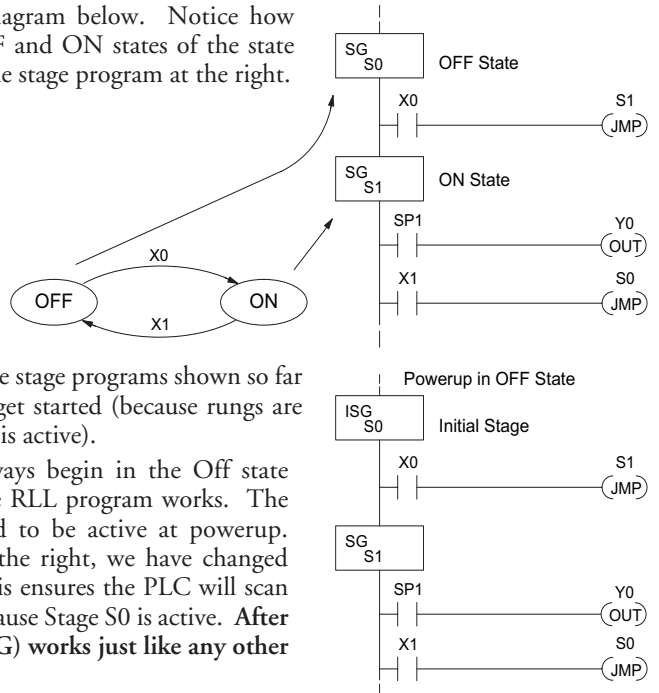 agram below. Notice how
F and ON states of the state
e stage program at the right.
SG
S0
OFF State
X0
S1
JMP
SG
S1
ON State
SP1
Y0
OUT
X1
S0
JMP
X0
OFF
ON
X1
e stage programs shown so far
get started (because rungs are
is active).
ways begin in the Off state
e RLL program works. The
d to be active at powerup.
the right, we have changed
is ensures the PLC will scan
ause Stage S0 is active. After
G) works just like any other
Powerup in OFF State
ISG
S0
Initial Stage
X0
S1
JMP
SG
S1
SP1
Y0
OUT
X1
S0
JMP